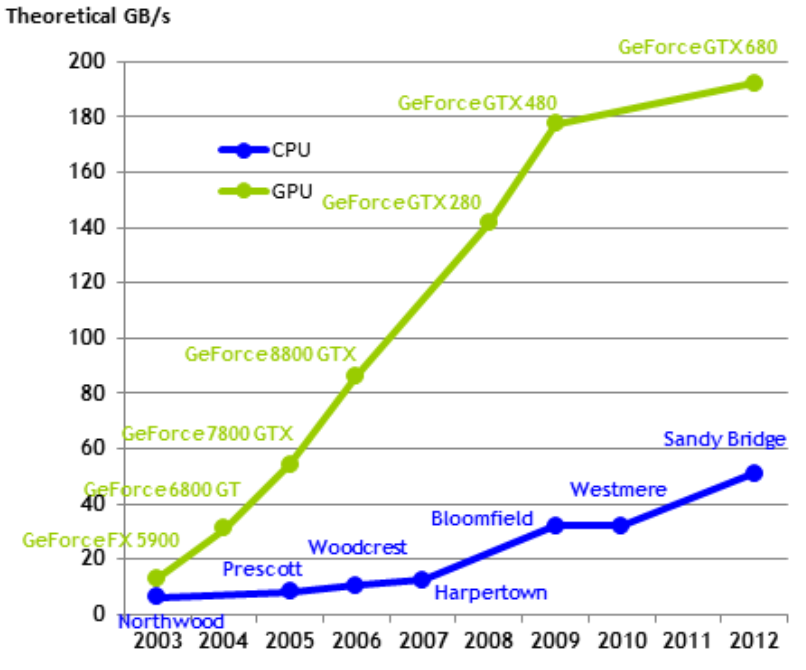 Theoretical GB/s
GeForce GTX 680
200
GeForce GTX 480
180
CPU
160
GPU
GeForce GTX 280
140
120
100
GeForce 8800 GTX
80
GeForce 7800 GTX
60
Sandy Bridge
GeForce 6800 GT
Westmere
40
Bloomfield
GeForce FX 5900
Woodcrest
20
Prescott
Harpertown
0
Northwood
2003 2004 2005 2006 2007 2008 2009 2010 2011 2012